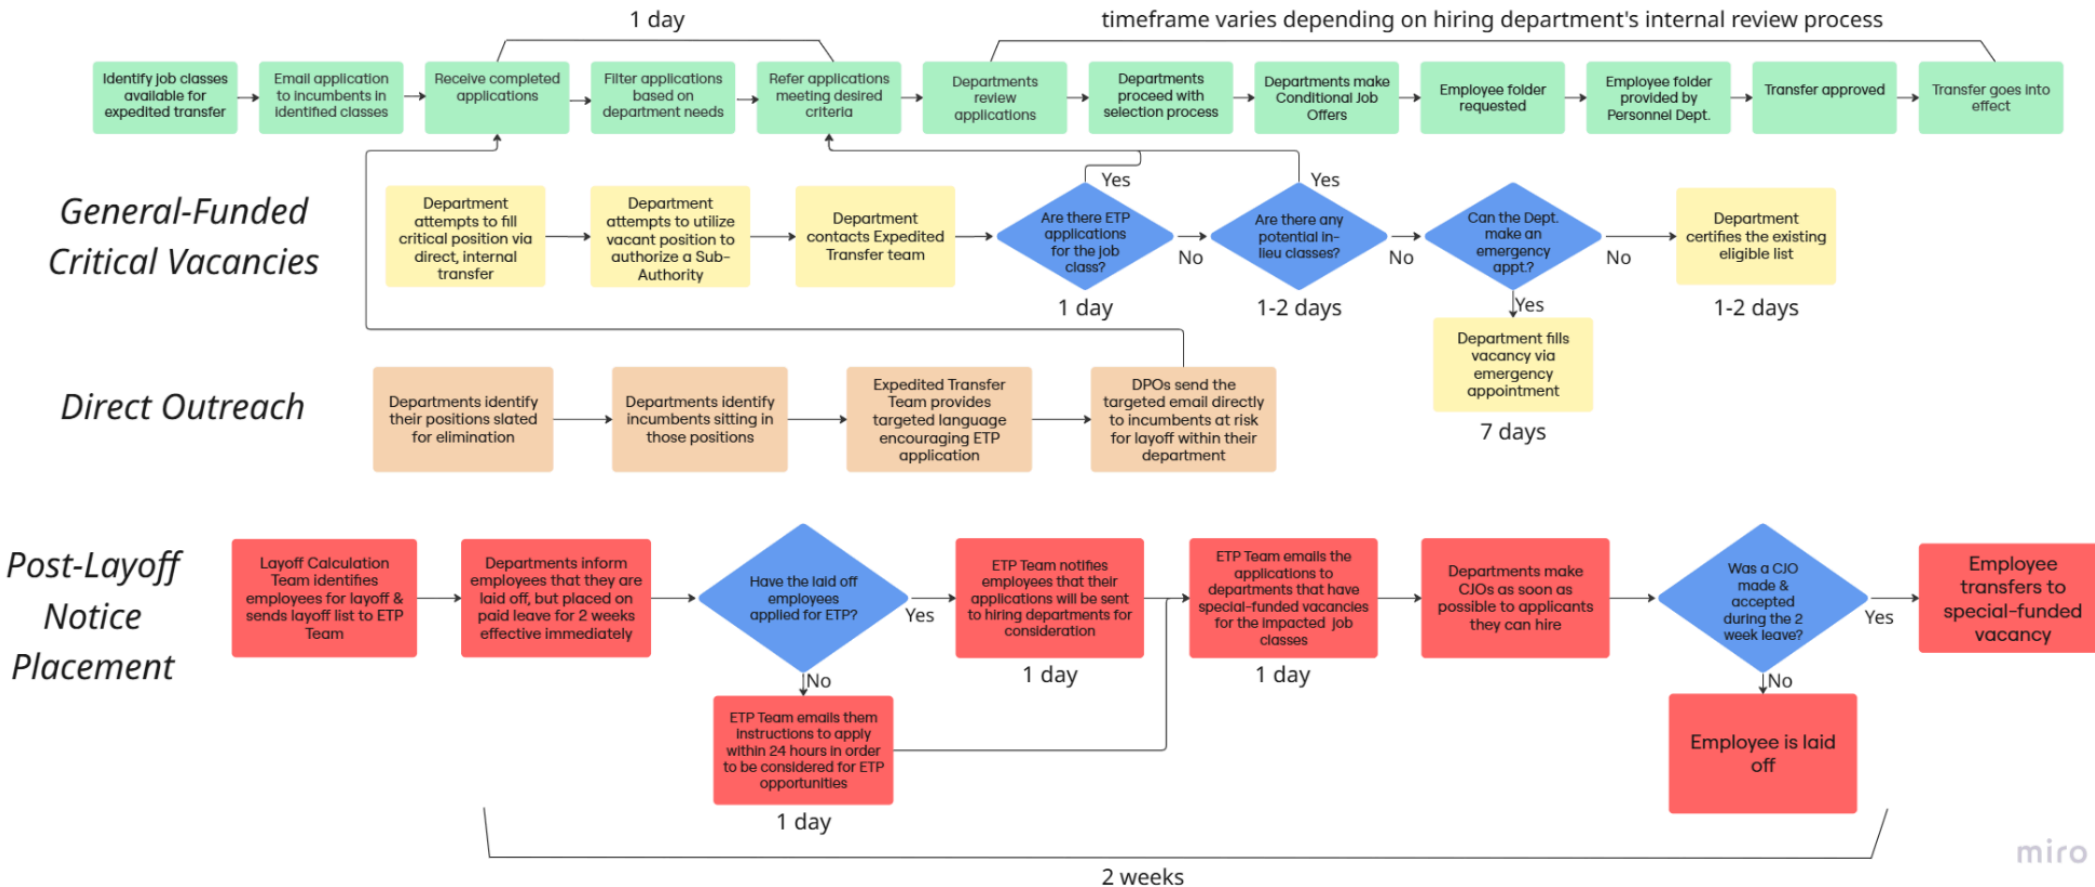 1 day
timeframe varies depending on hiring department's internal review process
Identify job classes
available for
expedited transfer
Email application
to incumbents in
identified classes
Receive completed
applications
Filter applications
based on
department needs
Refer applications
meeting desired
criteria
Departments
review
applications
Departments
proceed with
selection process
Departments make
Conditional Job
Offers
Employee folder
requested
Employee folder
provided by
Personnel Dept.
Transfer approved
Transfer goes into
effect
General-Funded
Critical Vacancies
Department
attempts to fill
critical position via
direct, internal
transfer
Department
attempts to utilize
vacant position to
authorize a Sub-
Authority
Department
contacts Expedited
Transfer team
Are there ETP
applications
for the job
class?
Yes
No
1 day
Are there any
potential in-
lieu classes?
Yes
No
1-2 days
Can the Dept.
make an
emergency
appt.?
No
Yes
Department
certifies the existing
eligible list
1-2 days
Department fills
vacancy via
emergency
appointment
7 days
Direct Outreach
Departments identify
their positions slated
for elimination
Departments identify
incumbents sitting in
those positions
Expedited Transfer
Team provides
targeted language
encouraging ETP
application
DPOs send the
targeted email directly
to incumbents at risk
for layoff within their
department
Post-Layoff
Notice
Placement
Layoff Calculation
Team identifies
employees for layoff &
sends layoff list to ETP
Team
Departments inform
employees that they are
laid off, but placed on
paid leave for 2 weeks
effective immediately
Have the laid off
employees
applied for ETP?
Yes
No
ETP Team emails them
instructions to apply
within 24 hours in order
to be considered for ETP
opportunities
1 day
ETP Team notifies
employees that their
applications will be sent
to hiring departments for
consideration
1 day
ETP Team emails the
applications to
departments that have
special-funded vacancies
for the impacted job
classes
1 day
Departments make
CJOs as soon as
possible to applicants
they can hire
Was a CJO
made &
accepted
during the 2
week leave?
Yes
No
Employee
transfers to
special-funded
vacancy
Employee is laid
off
2 weeks
miro